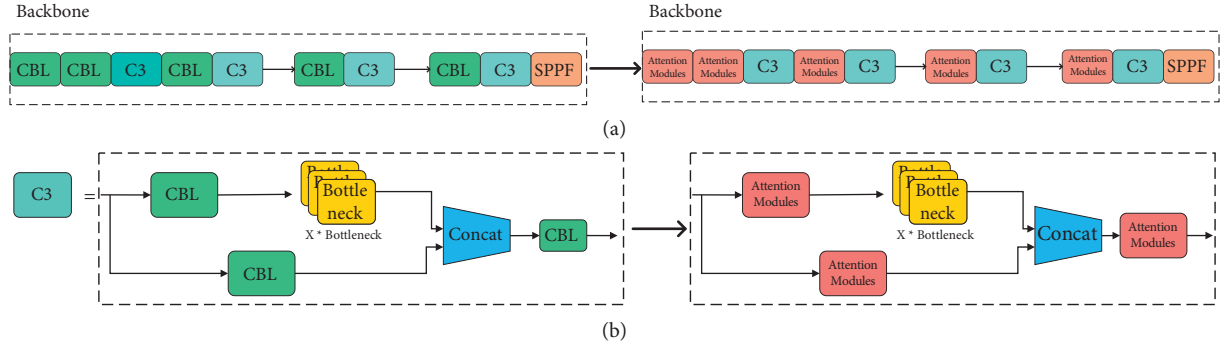 Backbone
CBL CBL C3 CBL C3 CBL C3 CBL C3 SPPF
Backbone
Attention Attention C3 Attention C3 Attention C3 Attention C3 SPPF
Modules Modules Modules Modules Modules
(a)
C3
=
CBL
Bottle
neck
X * Bottleneck
CBL
Concat
CBL
Attention
Modules
Bottle
neck
X * Bottleneck
Attention
Modules
Concat
Attention
Modules
(b)